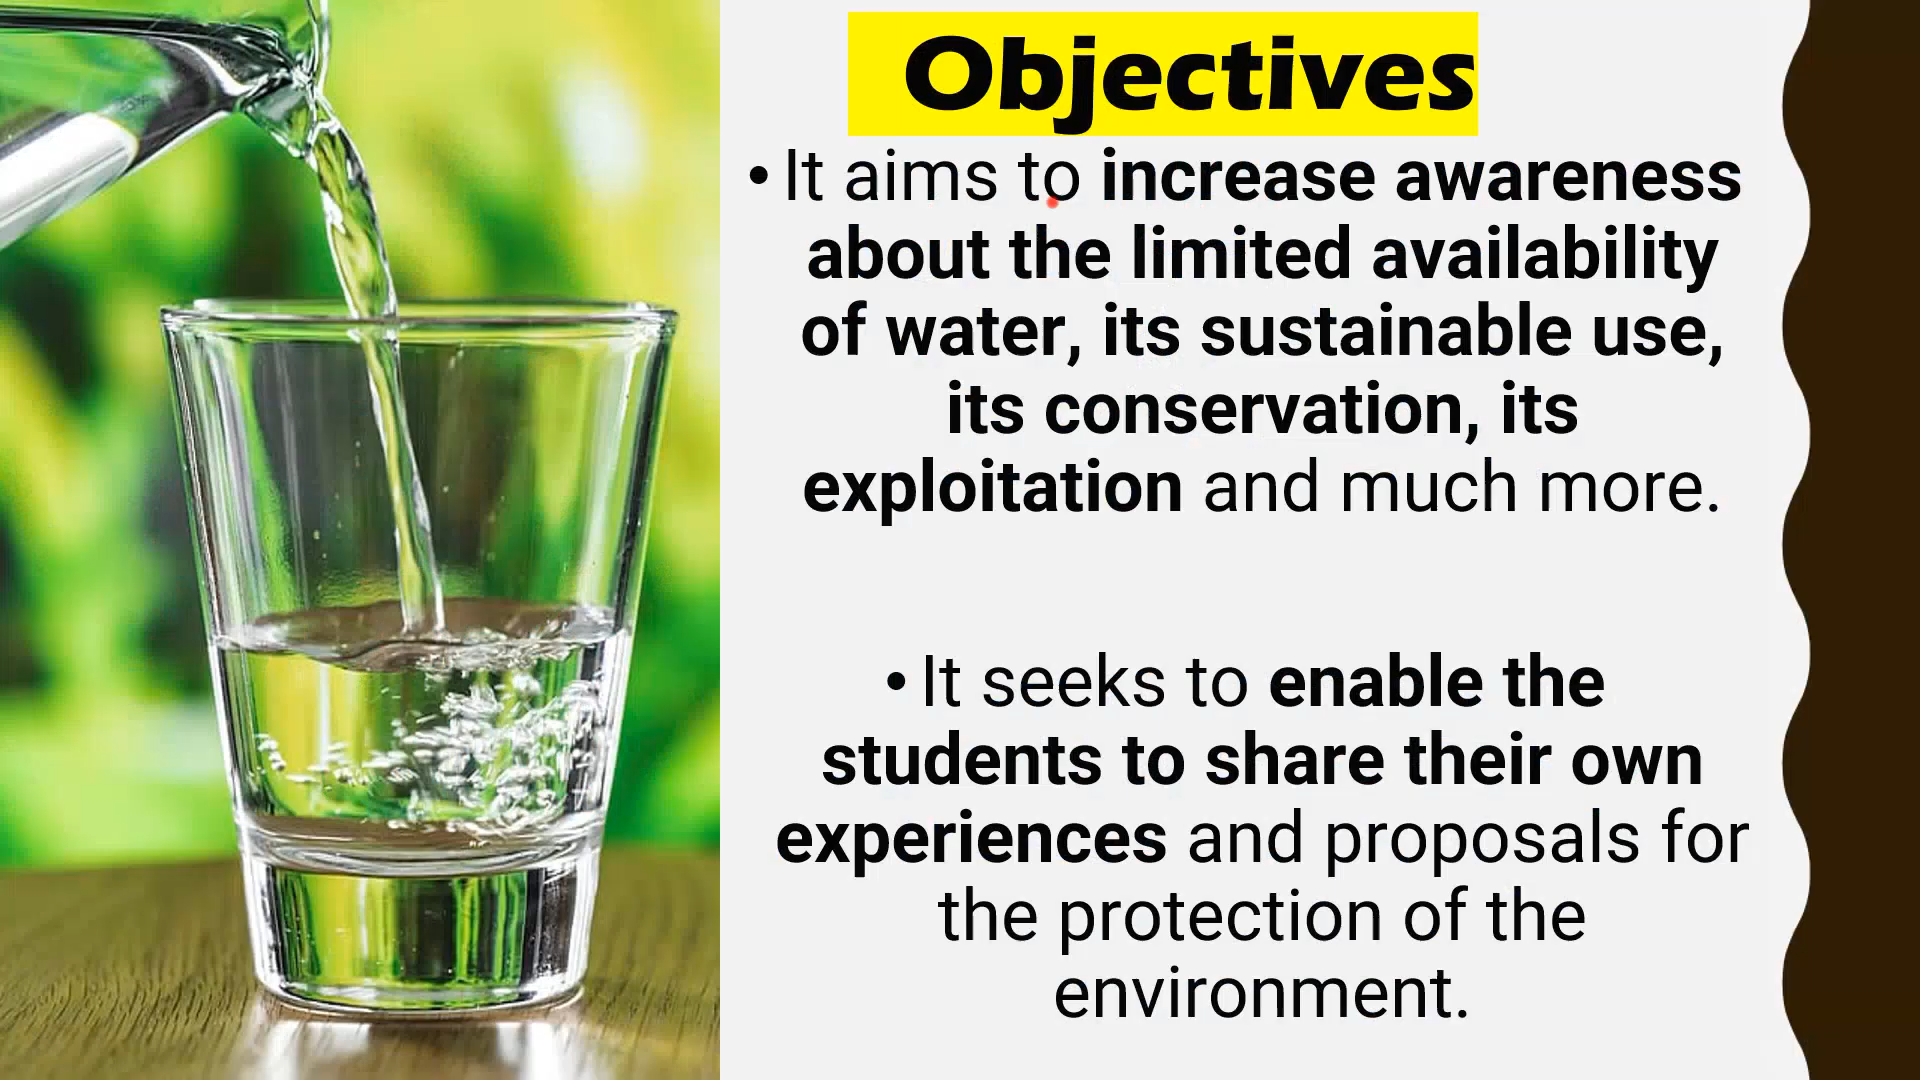 Objectives
• It aims to increase awareness
about the limited availability
of water, its sustainable use,
its conservation, its
exploitation and much more.
• It seeks to enable the
students to share their own
experiences and proposals for
the protection of the
environment.